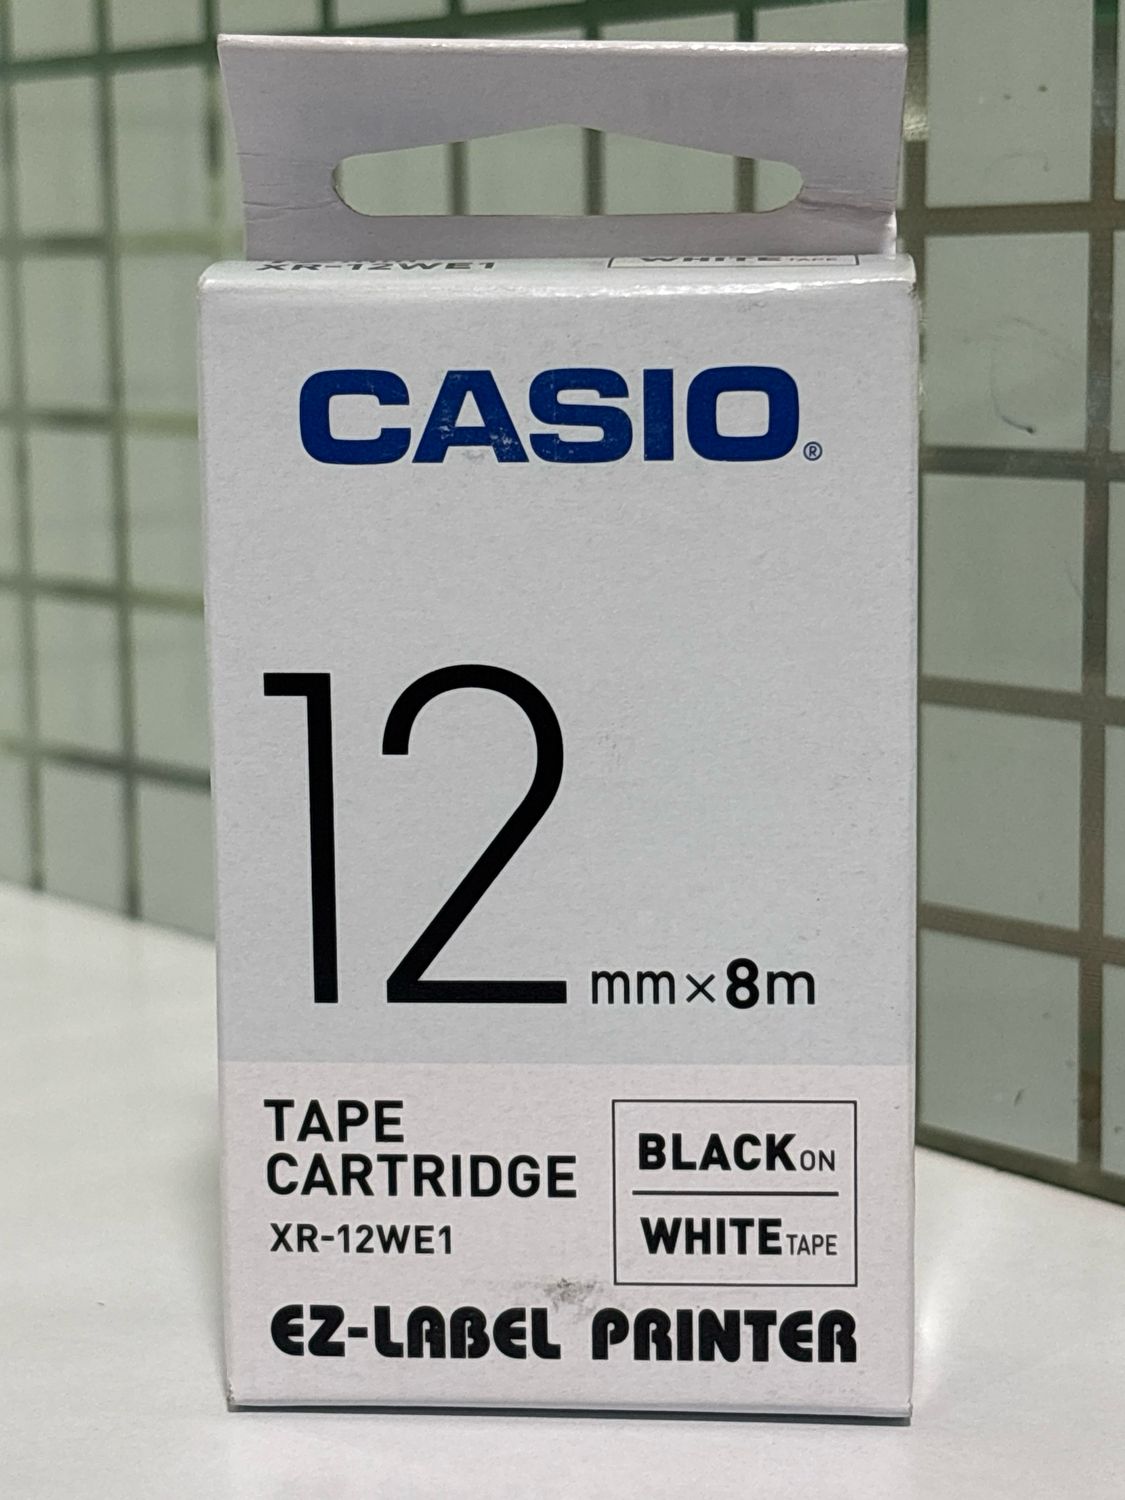 XR-12WE1
WHITE TAPE
CASIO®
12 mm×8m
TAPE
CARTRIDGE
XR-12WE1
BLACK ON
WHITE TAPE
EZ-LABEL PRINTER